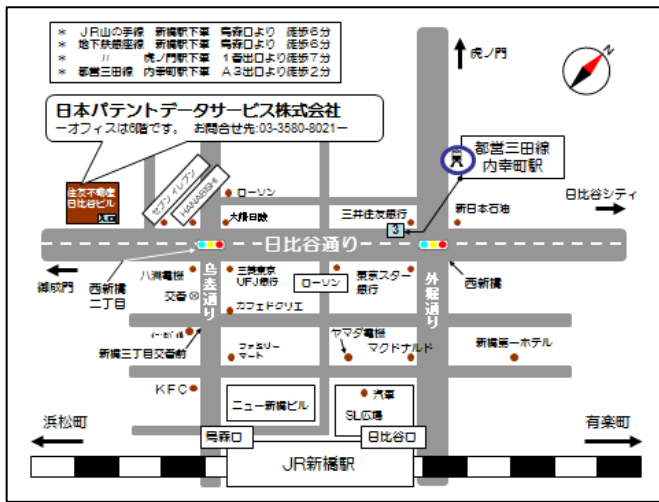 * ＪＲ山の手線 新橋駅下車 烏森口より 徒歩６分
* 地下鉄銀座線 新橋駅下車 烏森口より 徒歩６分
* 〃 虎ノ門駅下車 １番出口より徒歩７分
* 都営三田線 内幸町駅下車 Ａ３出口より徒歩２分
虎ノ門
日本パテントデータサービス株式会社
ーオフィスは6階です。 お問合せ先:03-3580-8021ー
都営三田線
内幸町駅
住友不動産
日比谷ビル
入口
セブンイレブン
HANABISHI
ローソン
大陽日酸
三井住友銀行
3
新日本石油
日比谷シティ
日比谷通り
御成門
西新橋
二丁目
八洲電機
交番
烏森通り
三菱東京
UFJ銀行
ローソン
東京スター
銀行
外堀通り
西新橋
カフェドクリエ
新橋三丁目交番前
ファミリー
マート
ヤマダ電機
マクドナルド
新橋第一ホテル
ＫＦＣ
ニュー新橋ビル
汽車
SL広場
浜松町
烏森口
日比谷口
有楽町
JR新橋駅